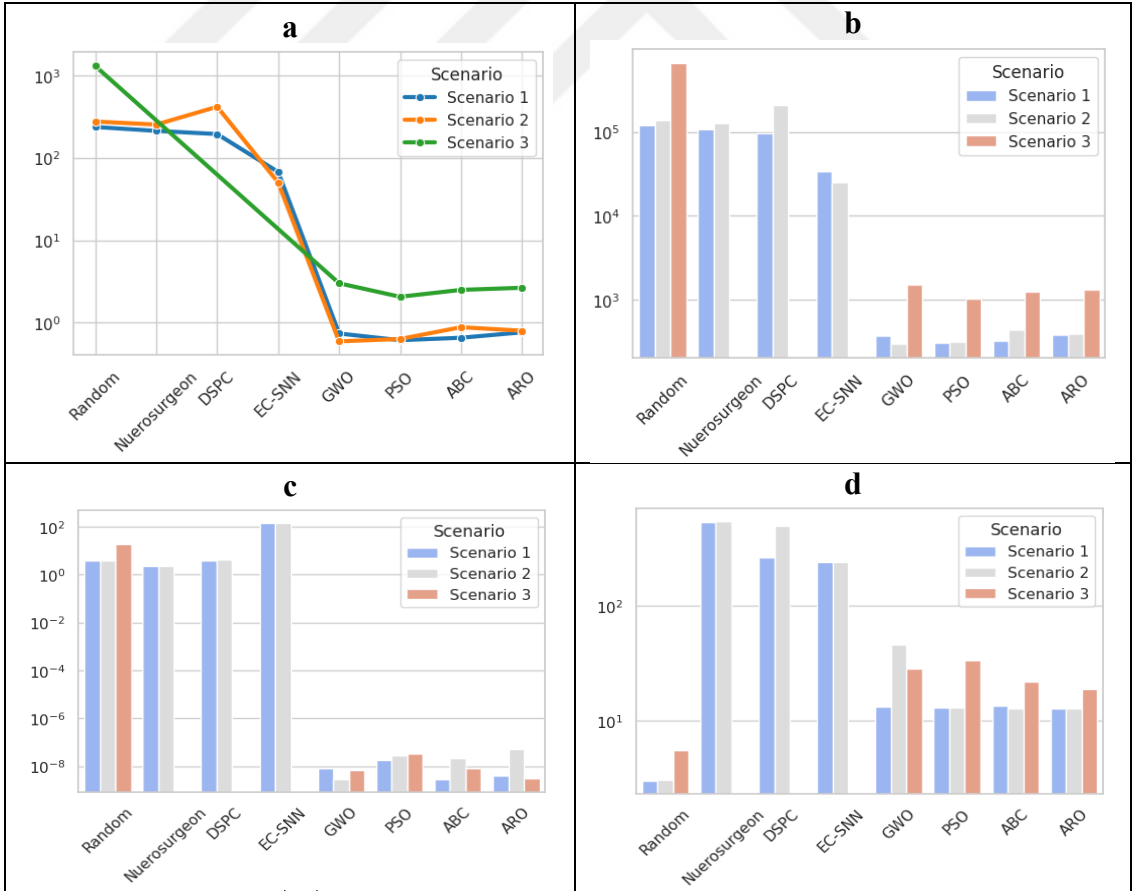 a
10³
10²
10¹
10⁰
Scenario
Scenario 1
Scenario 2
Scenario 3
Random
Nuerosurgeon
DSPC
EC-SNN
GWO
PSO
ABC
ARO
b
10⁵
10⁴
10³
Scenario
Scenario 1
Scenario 2
Scenario 3
Random
Nuerosurgeon
DSPC
EC-SNN
GWO
PSO
ABC
ARO
c
10²
10⁰
10⁻²
10⁻⁴
10⁻⁶
10⁻⁸
Scenario
Scenario 1
Scenario 2
Scenario 3
Random
Nuerosurgeon
DSPC
EC-SNN
GWO
PSO
ABC
ARO
d
10²
10¹
Scenario
Scenario 1
Scenario 2
Scenario 3
Random
Nuerosurgeon
DSPC
EC-SNN
GWO
PSO
ABC
ARO